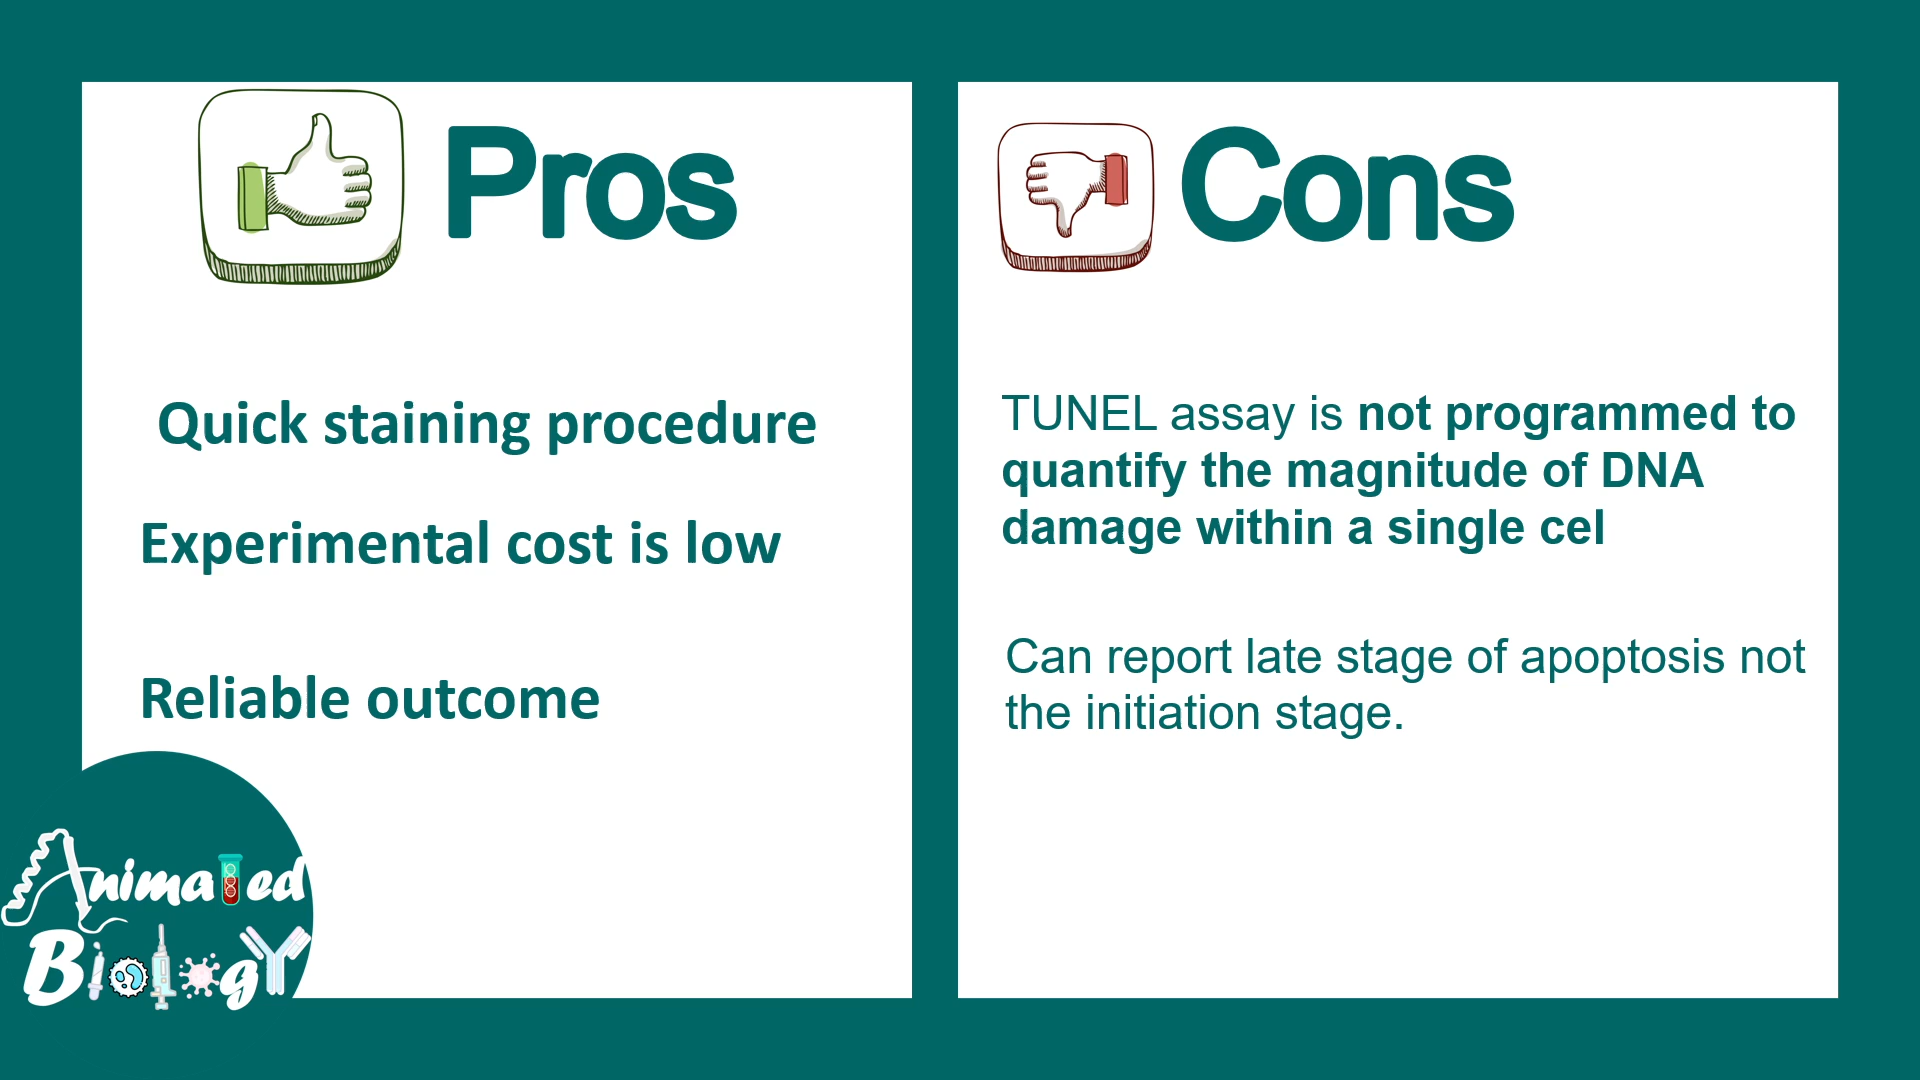 Pros
Quick staining procedure
Experimental cost is low
Reliable outcome
Cons
TUNEL assay is not programmed to
quantify the magnitude of DNA
damage within a single cel
Can report late stage of apoptosis not
the initiation stage.
Animated
Biology